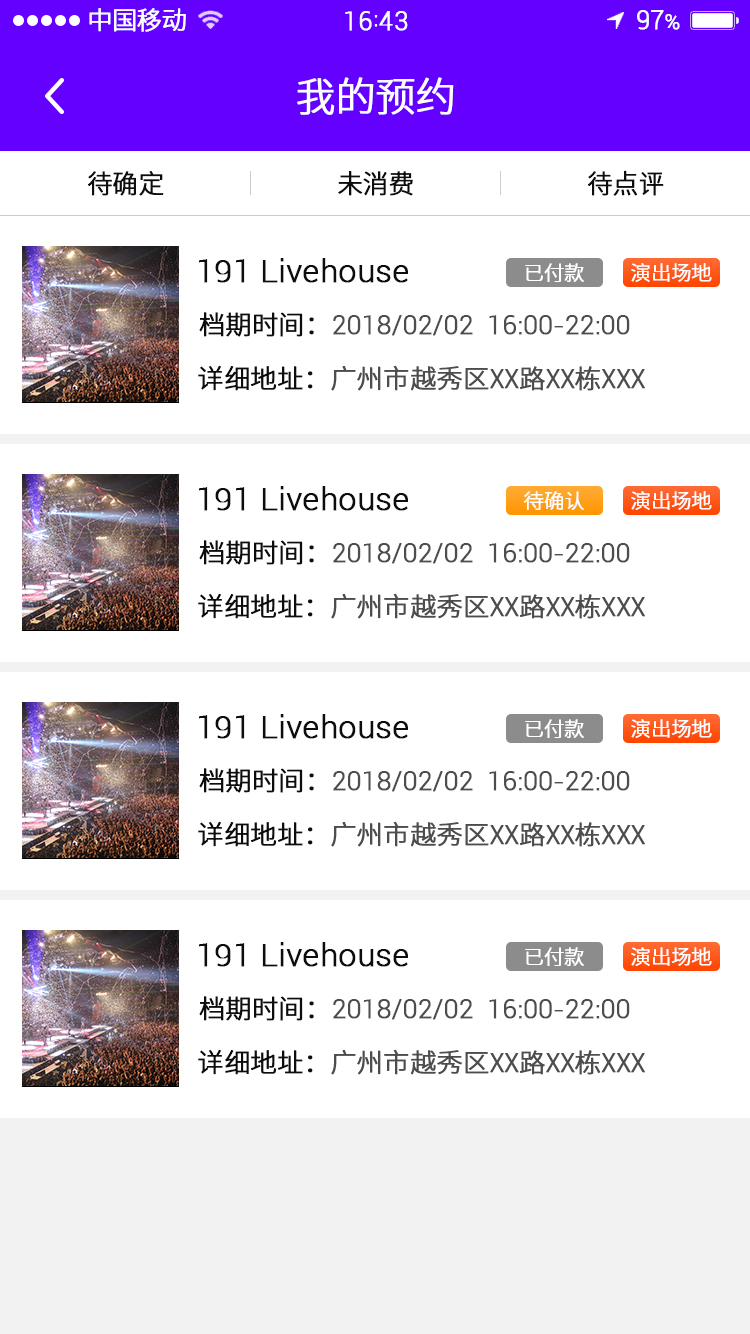 中国移动 16:43 97%
我的预约
待确定 未消费 待点评
191 Livehouse 已付款 演出场地
档期时间：2018/02/02 16:00-22:00
详细地址：广州市越秀区XX路XX栋XXX
191 Livehouse 待确认 演出场地
档期时间：2018/02/02 16:00-22:00
详细地址：广州市越秀区XX路XX栋XXX
191 Livehouse 已付款 演出场地
档期时间：2018/02/02 16:00-22:00
详细地址：广州市越秀区XX路XX栋XXX
191 Livehouse 已付款 演出场地
档期时间：2018/02/02 16:00-22:00
详细地址：广州市越秀区XX路XX栋XXX